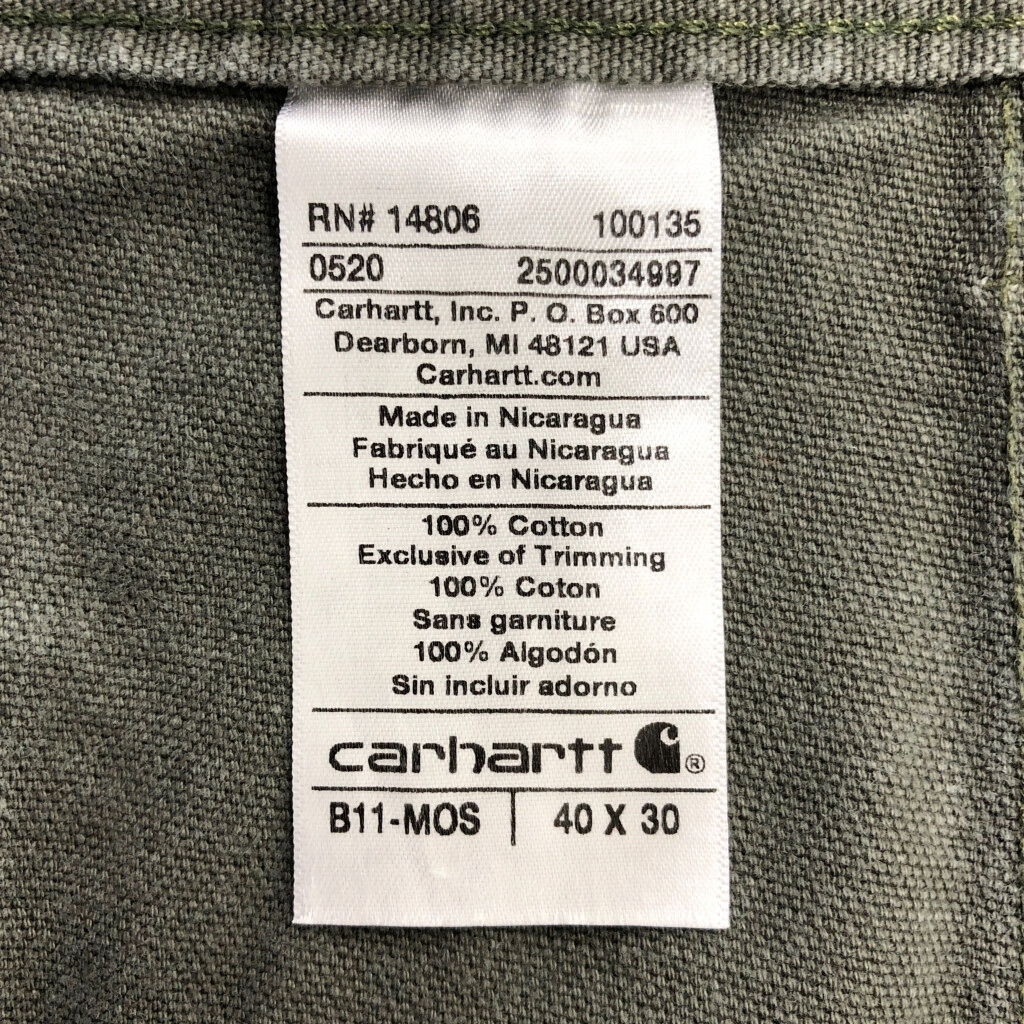 RN# 14806 100135
0520 2500034997
Carhartt, Inc. P. O. Box 600
Dearborn, MI 48121 USA
Carhartt.com
Made in Nicaragua
Fabriqué au Nicaragua
Hecho en Nicaragua
100% Cotton
Exclusive of Trimming
100% Coton
Sans garniture
100% Algodón
Sin incluir adorno
carhartt ®
B11-MOS | 40 X 30